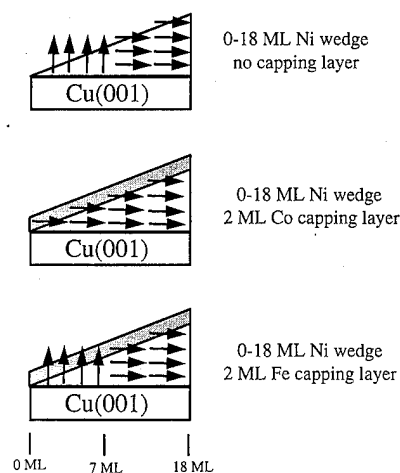 0-18 ML Ni wedge
no capping layer
Cu(001)
0-18 ML Ni wedge
2 ML Co capping layer
Cu(001)
0-18 ML Ni wedge
2 ML Fe capping layer
Cu(001)
0 ML 7 ML 18 ML